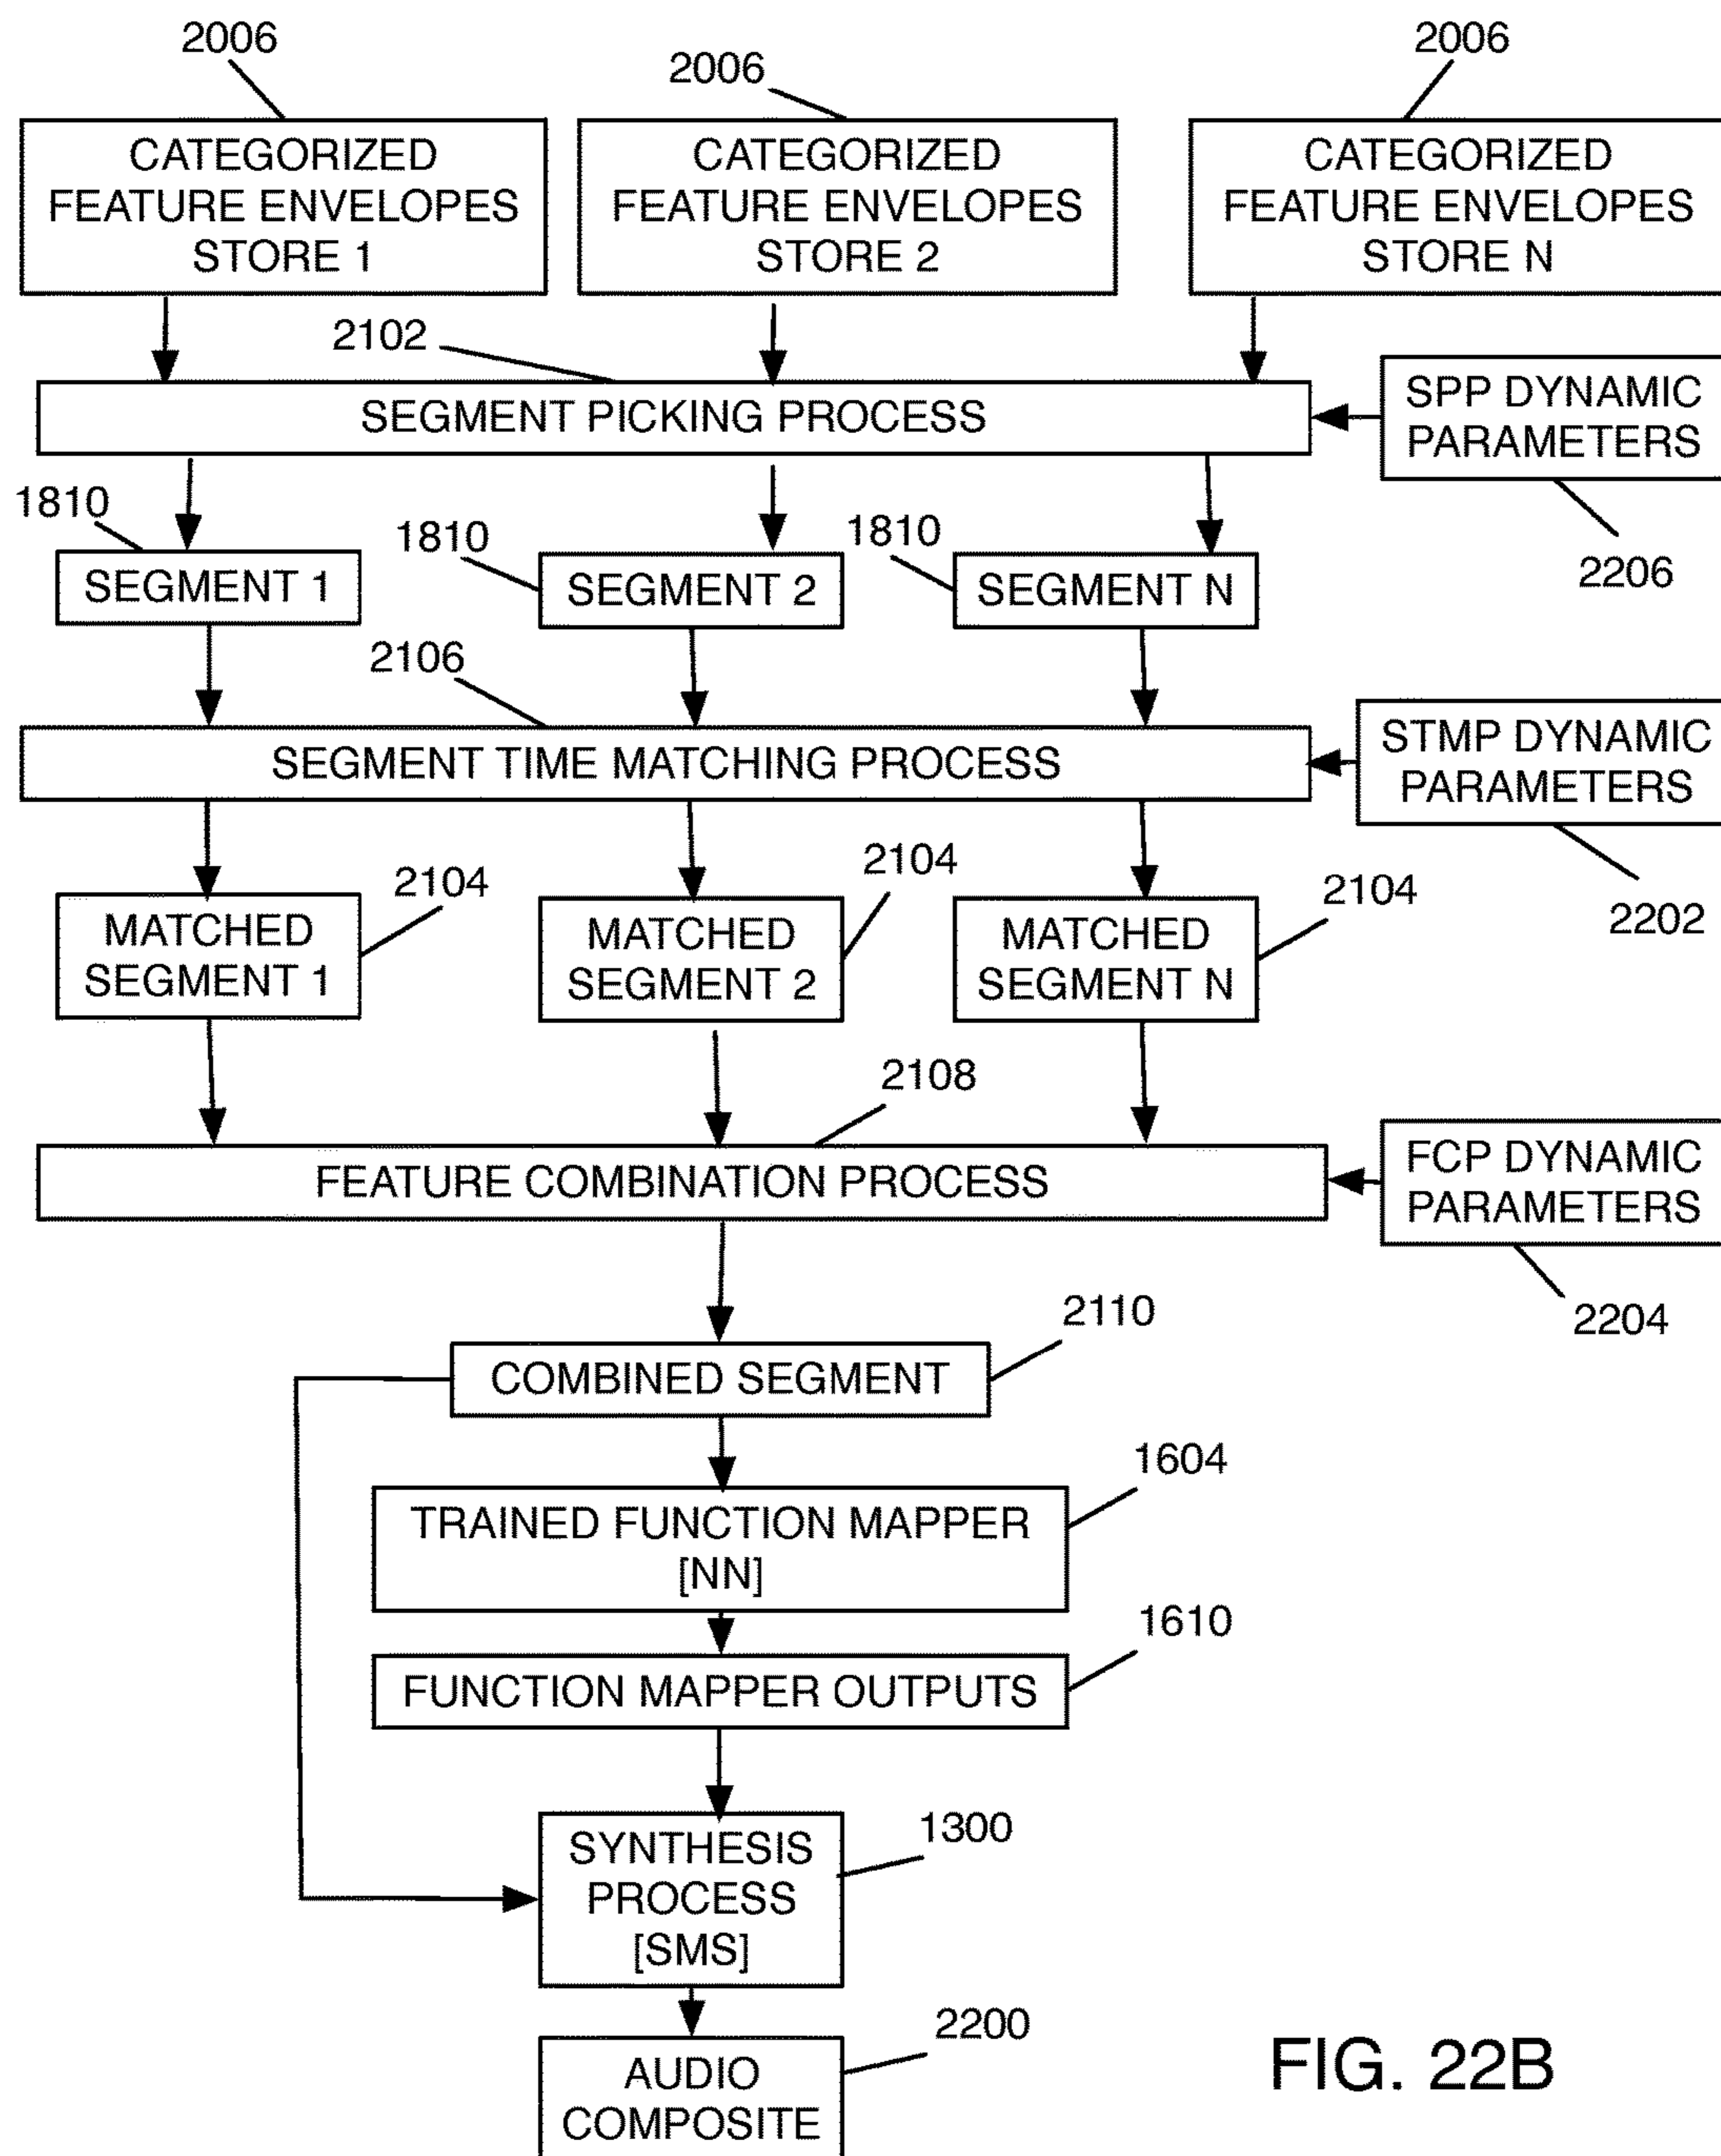 2006
2006
2006
CATEGORIZED
FEATURE ENVELOPES
STORE 1
CATEGORIZED
FEATURE ENVELOPES
STORE 2
CATEGORIZED
FEATURE ENVELOPES
STORE N
2102
SEGMENT PICKING PROCESS
SPP DYNAMIC
PARAMETERS
2206
1810
SEGMENT 1
1810
SEGMENT 2
1810
SEGMENT N
2106
SEGMENT TIME MATCHING PROCESS
STMP DYNAMIC
PARAMETERS
2202
MATCHED
SEGMENT 1
2104
MATCHED
SEGMENT 2
2104
MATCHED
SEGMENT N
2104
2108
FEATURE COMBINATION PROCESS
FCP DYNAMIC
PARAMETERS
2204
2110
COMBINED SEGMENT
1604
TRAINED FUNCTION MAPPER
[NN]
1610
FUNCTION MAPPER OUTPUTS
1300
SYNTHESIS
PROCESS
[SMS]
2200
AUDIO
COMPOSITE
FIG. 22B